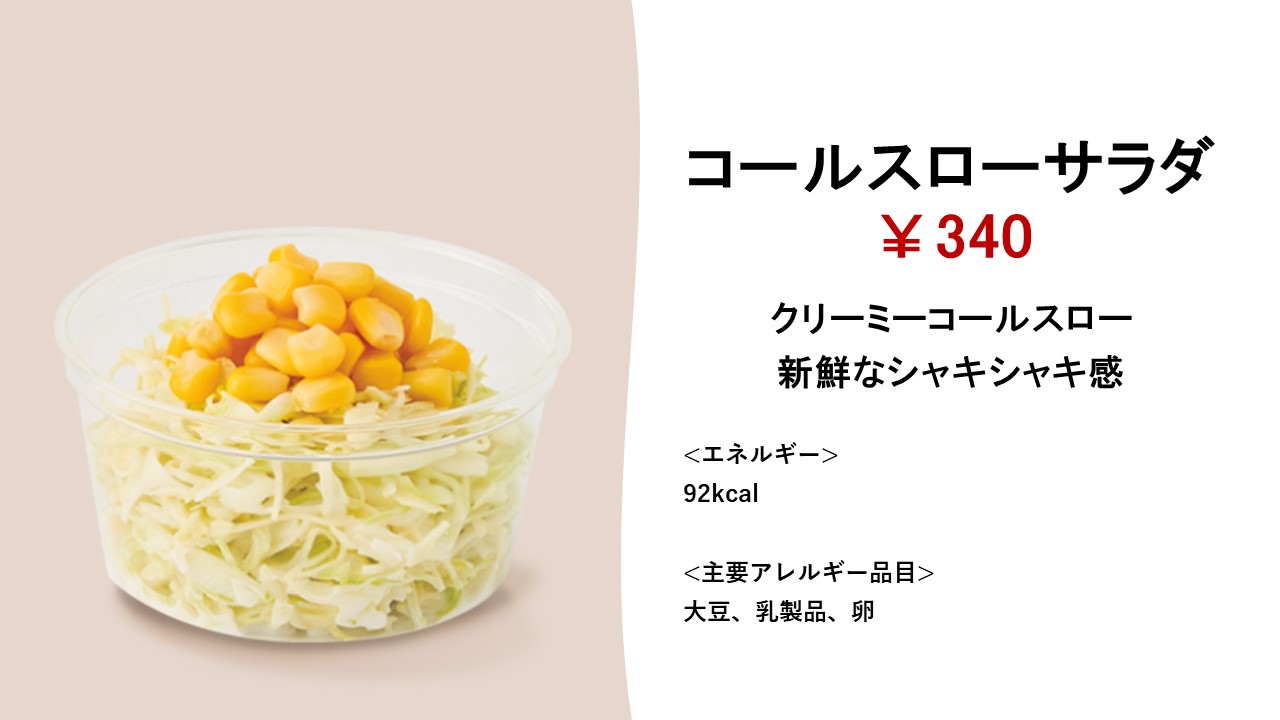 コールスローサラダ
￥340
クリーミーコールスロー
新鮮なシャキシャキ感
<エネルギー>
92kcal
<主要アレルギー品目>
大豆、乳製品、卵